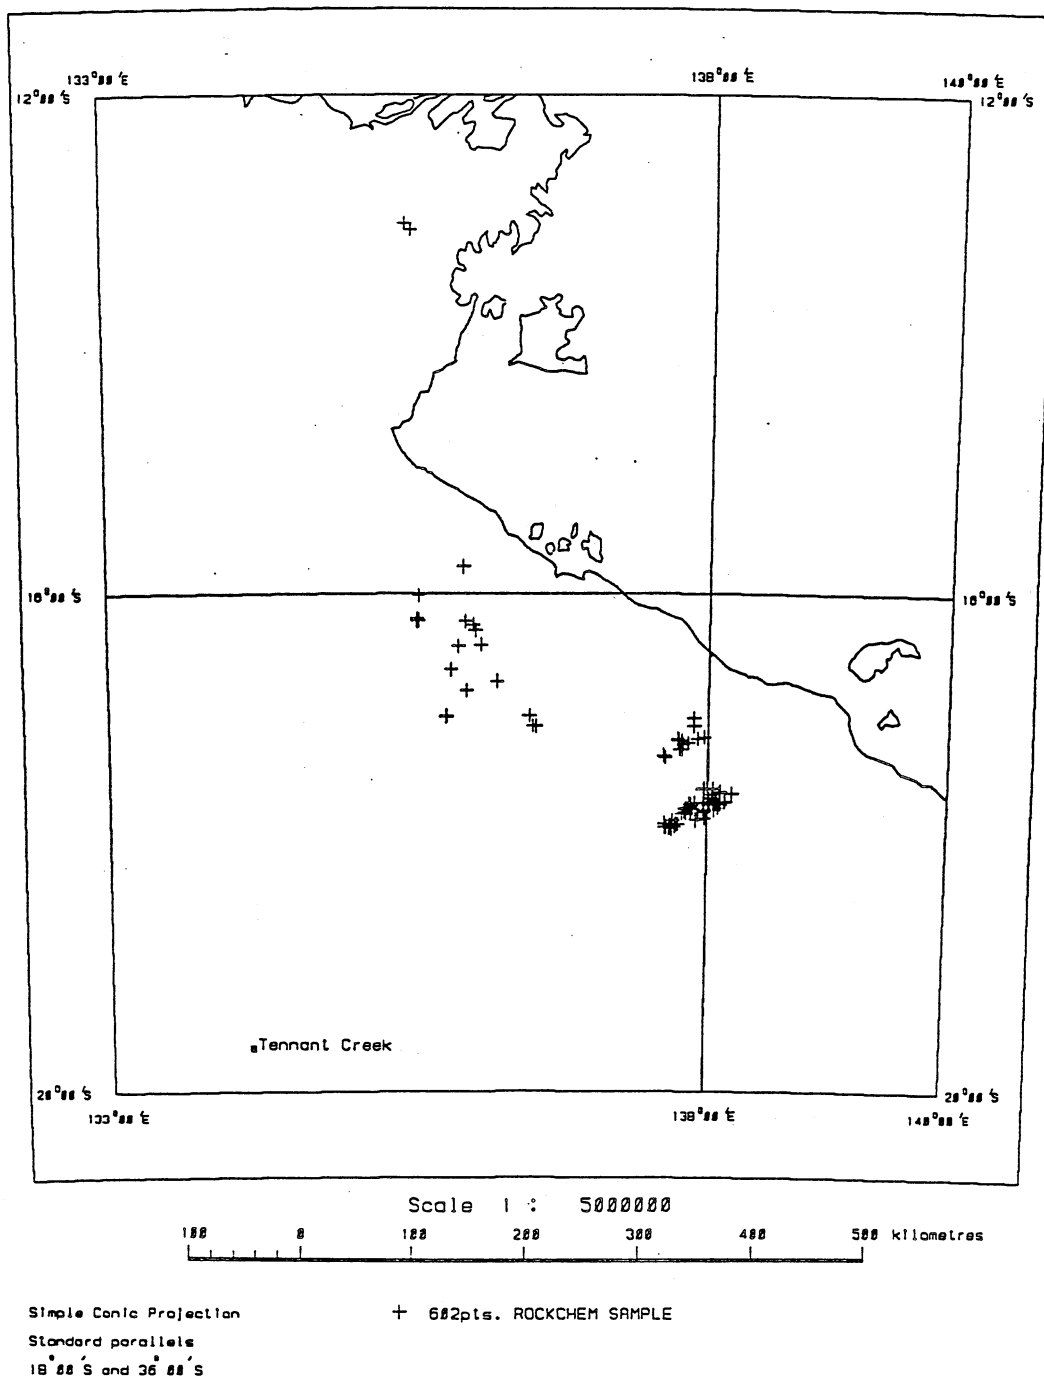 133°00'E
138°00'E
140°00'E
12°00'S
12°00'S
16°00'S
16°00'S
Tennant Creek
20°00'S
20°00'S
133°00'E
138°00'E
140°00'E
Scale 1 : 5000000
100 0 100 200 300 400 500 kilometres
Simple Conic Projection
+ 602pts. ROCKCHEM SAMPLE
Standard parallels
18°00'S and 36°00'S